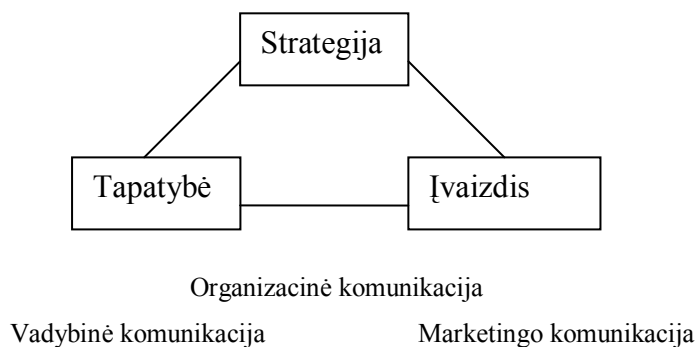 Strategija
Tapatybė Įvaizdis
Organizacinė komunikacija
Vadybinė komunikacija Marketingo komunikacija